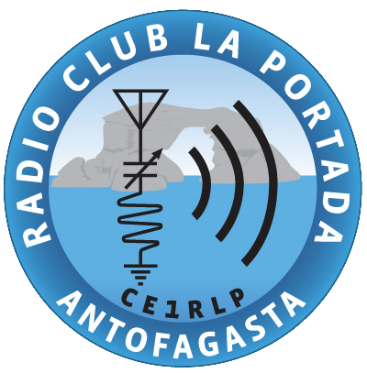 RADIO CLUB LA PORTADA
CE1RLP
ANTOFAGASTA